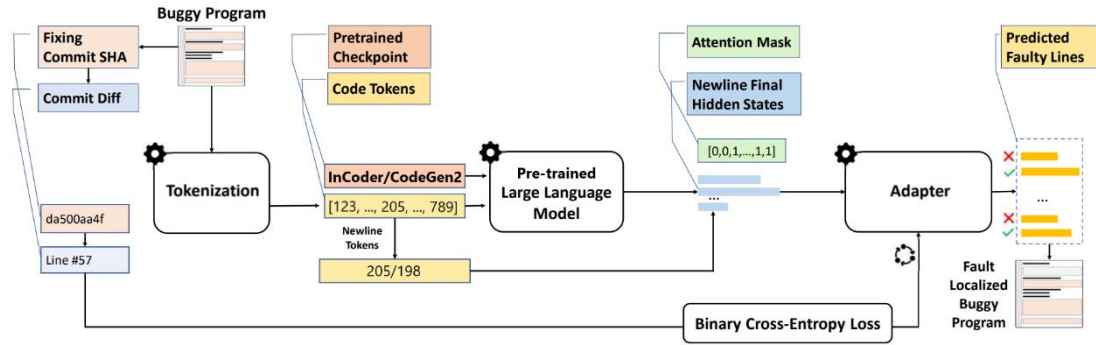 Buggy Program
Fixing
Commit SHA
Commit Diff
Pretrained
Checkpoint
Code Tokens
Attention Mask
Newline Final
Hidden States
Predicted
Faulty Lines
Tokenization
InCoder/CodeGen2
[123, ..., 205, ..., 789]
Newline
Tokens
205/198
Pre-trained
Large Language
Model
[0,0,1,...,1,1]
...
Adapter
...
da500aa4f
Line #57
Binary Cross-Entropy Loss
Fault
Localized
Buggy
Program